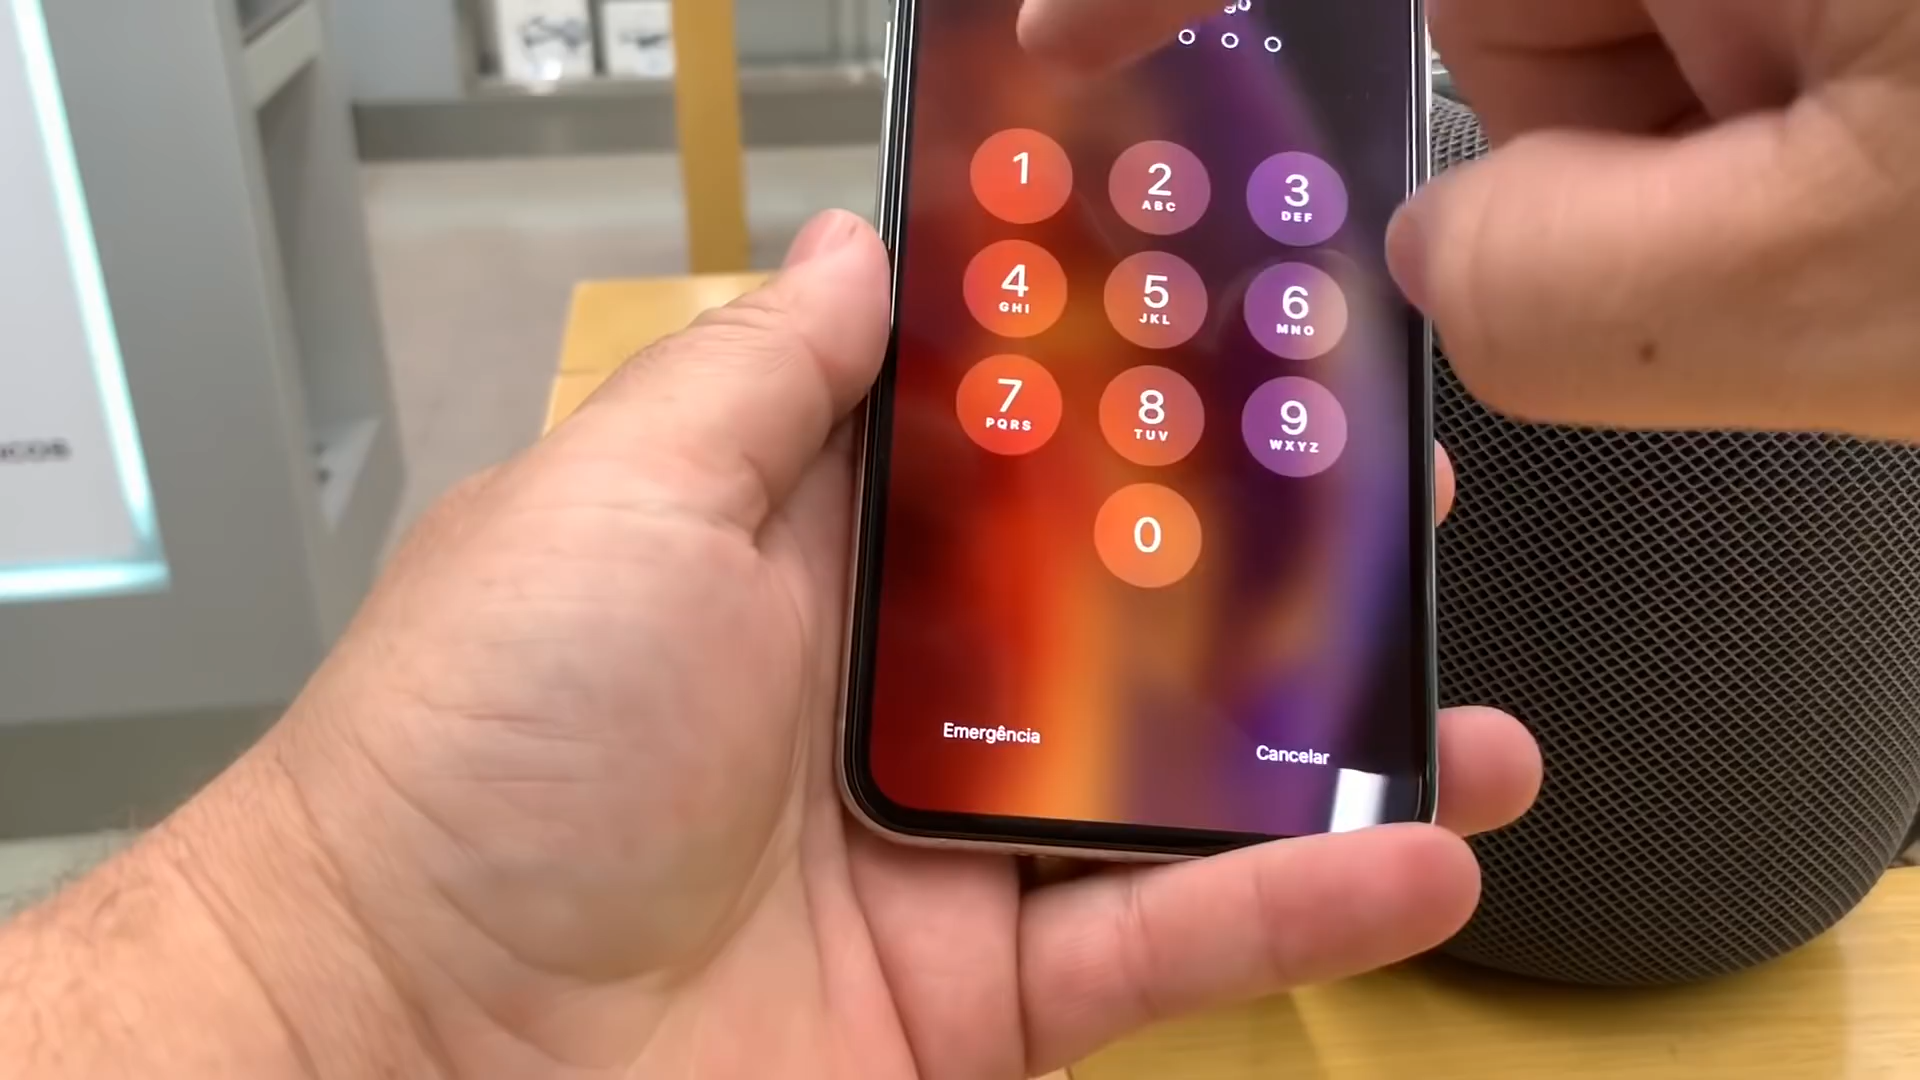 1
2
ABC
3
DEF
4
GHI
5
JKL
6
MNO
7
PQRS
8
TUV
9
WXYZ
0
Emergência
Cancelar